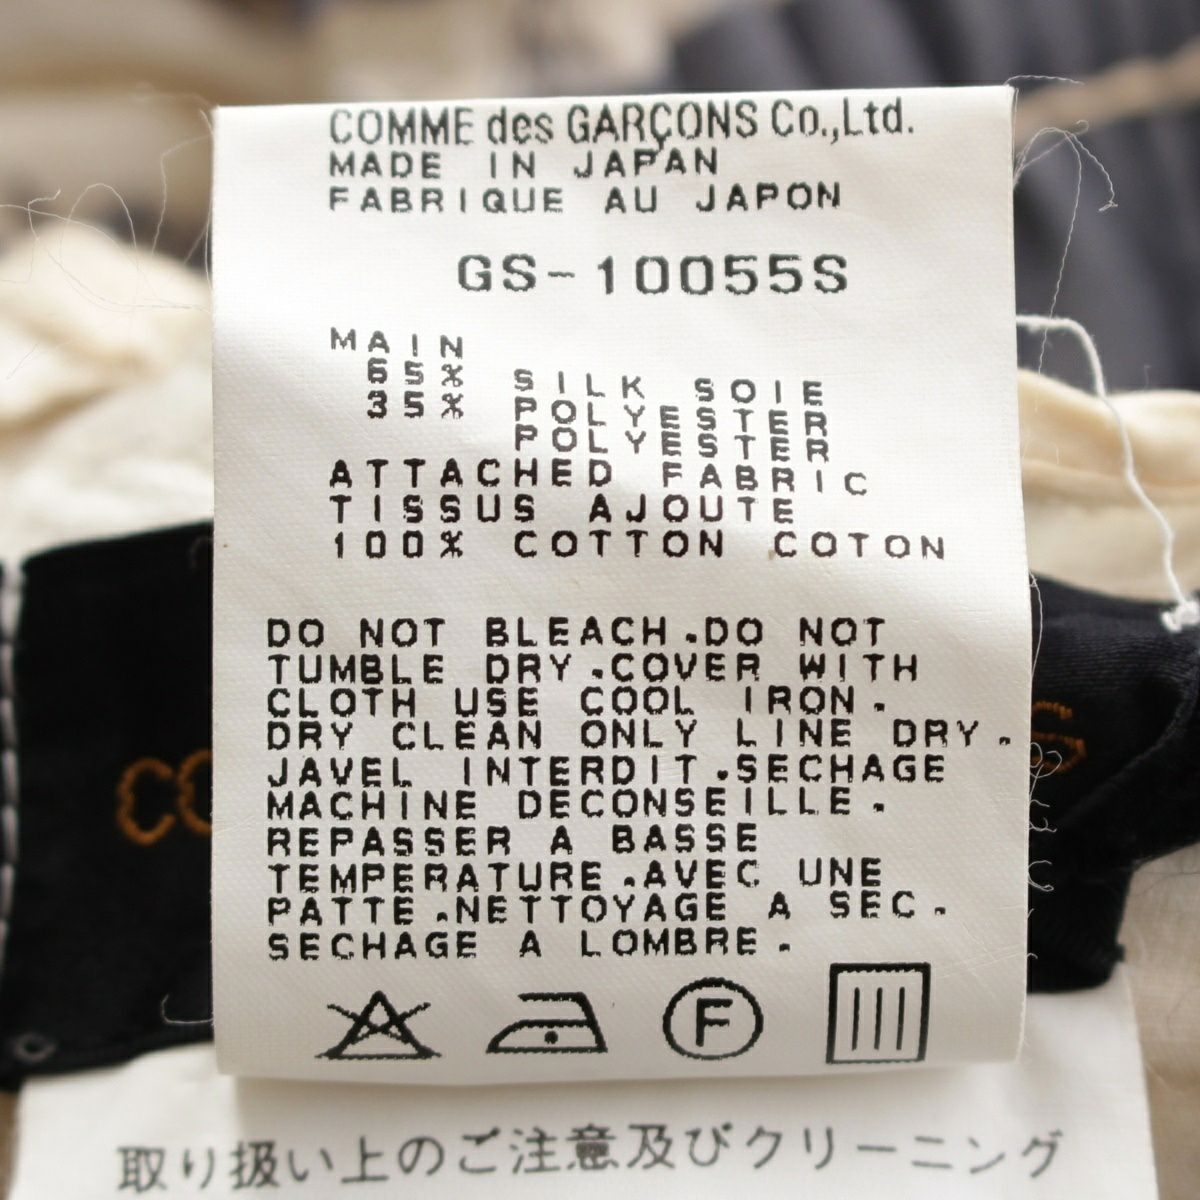 COMME des GARÇONS Co.,Ltd.
MADE IN JAPAN
FABRIQUE AU JAPON
GS-10055S
MAIN
65% SILK SOIE
35% POLYESTER
POLYESTER
ATTACHED FABRIC
TISSUS AJOUTE
100% COTTON COTON
DO NOT BLEACH.DO NOT
TUMBLE DRY.COVER WITH
CLOTH USE COOL IRON.
DRY CLEAN ONLY LINE DRY.
JAVEL INTERDIT.SECHAGE
MACHINE DECONSEILLE.
REPASSER A BASSE
TEMPERATURE.AVEC UNE
PATTE.NETTOYAGE A SEC.
SECHAGE A LOMBRE.
F
取り扱い上のご注意及びクリーニング